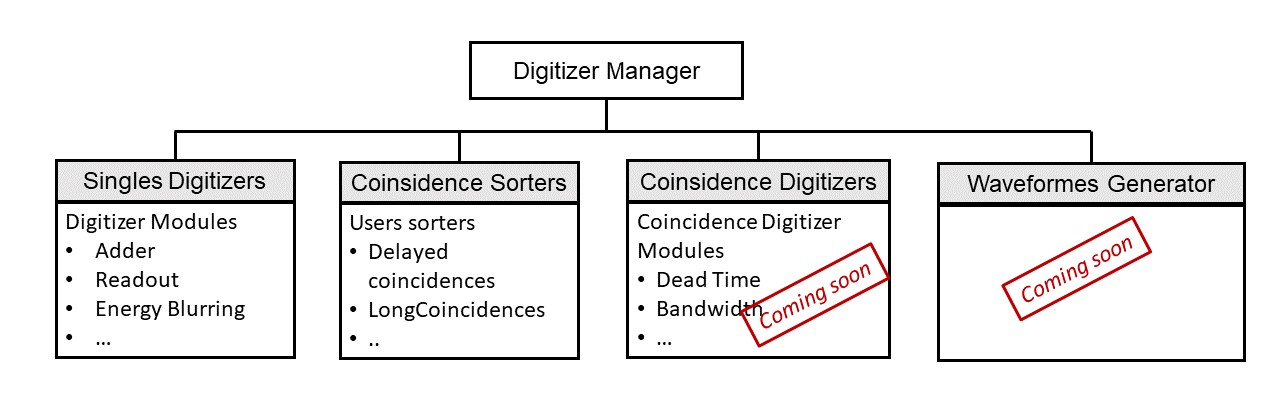 Digitizer Manager
Singles Digitizers
Digitizer Modules
• Adder
• Readout
• Energy Blurring
• ...
Coinsidence Sorters
Users sorters
• Delayed
coincidences
• LongCoincidences
• ..
Coinsidence Digitizers
Coincidence Digitizer
Modules
• Dead Time
• Bandwidth
• ...
Coming soon
Waveformes Generator
Coming soon